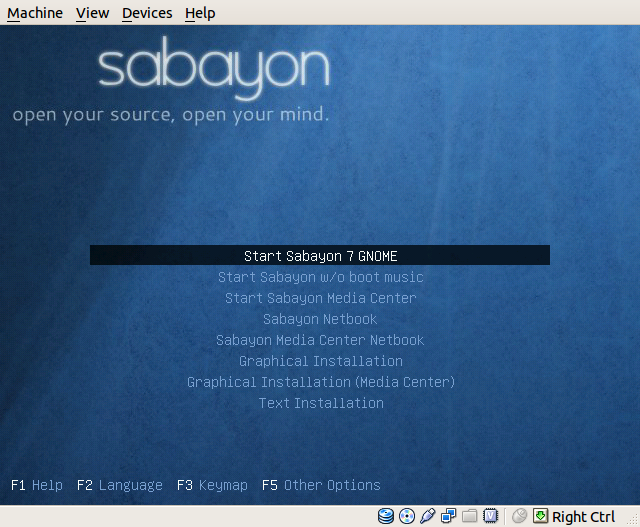 Machine View Devices Help
sabayon
open your source, open your mind.
Start Sabayon 7 GNOME
Start Sabayon w/o boot music
Start Sabayon Media Center
Sabayon Netbook
Sabayon Media Center Netbook
Graphical Installation
Graphical Installation (Media Center)
Text Installation
F1 Help F2 Language F3 Keymap F5 Other Options
V Right Ctrl